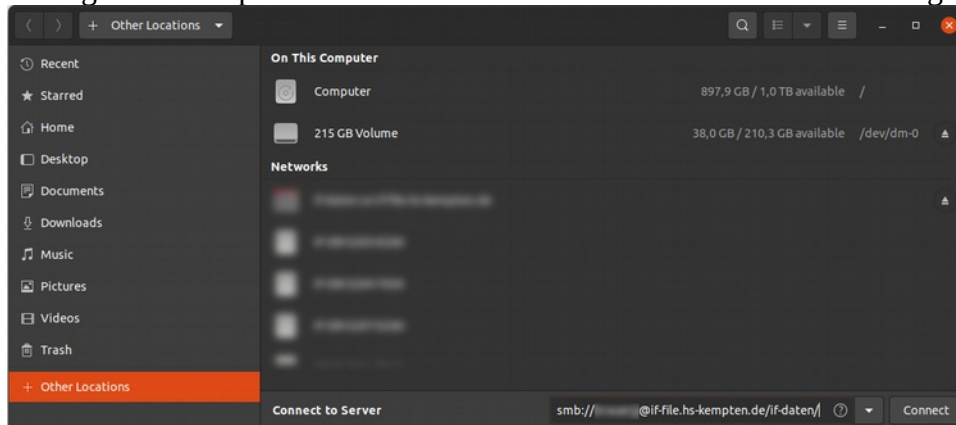 Other Locations
Recent
Starred
Home
Desktop
Documents
Downloads
Music
Pictures
Videos
Trash
Other Locations
On This Computer
Computer 897,9 GB / 1,0 TB available /
215 GB Volume 38,0 GB / 210,3 GB available /dev/dm-0
Networks
Connect to Server smb:// @if-file.hs-kempten.de/if-daten/ Connect